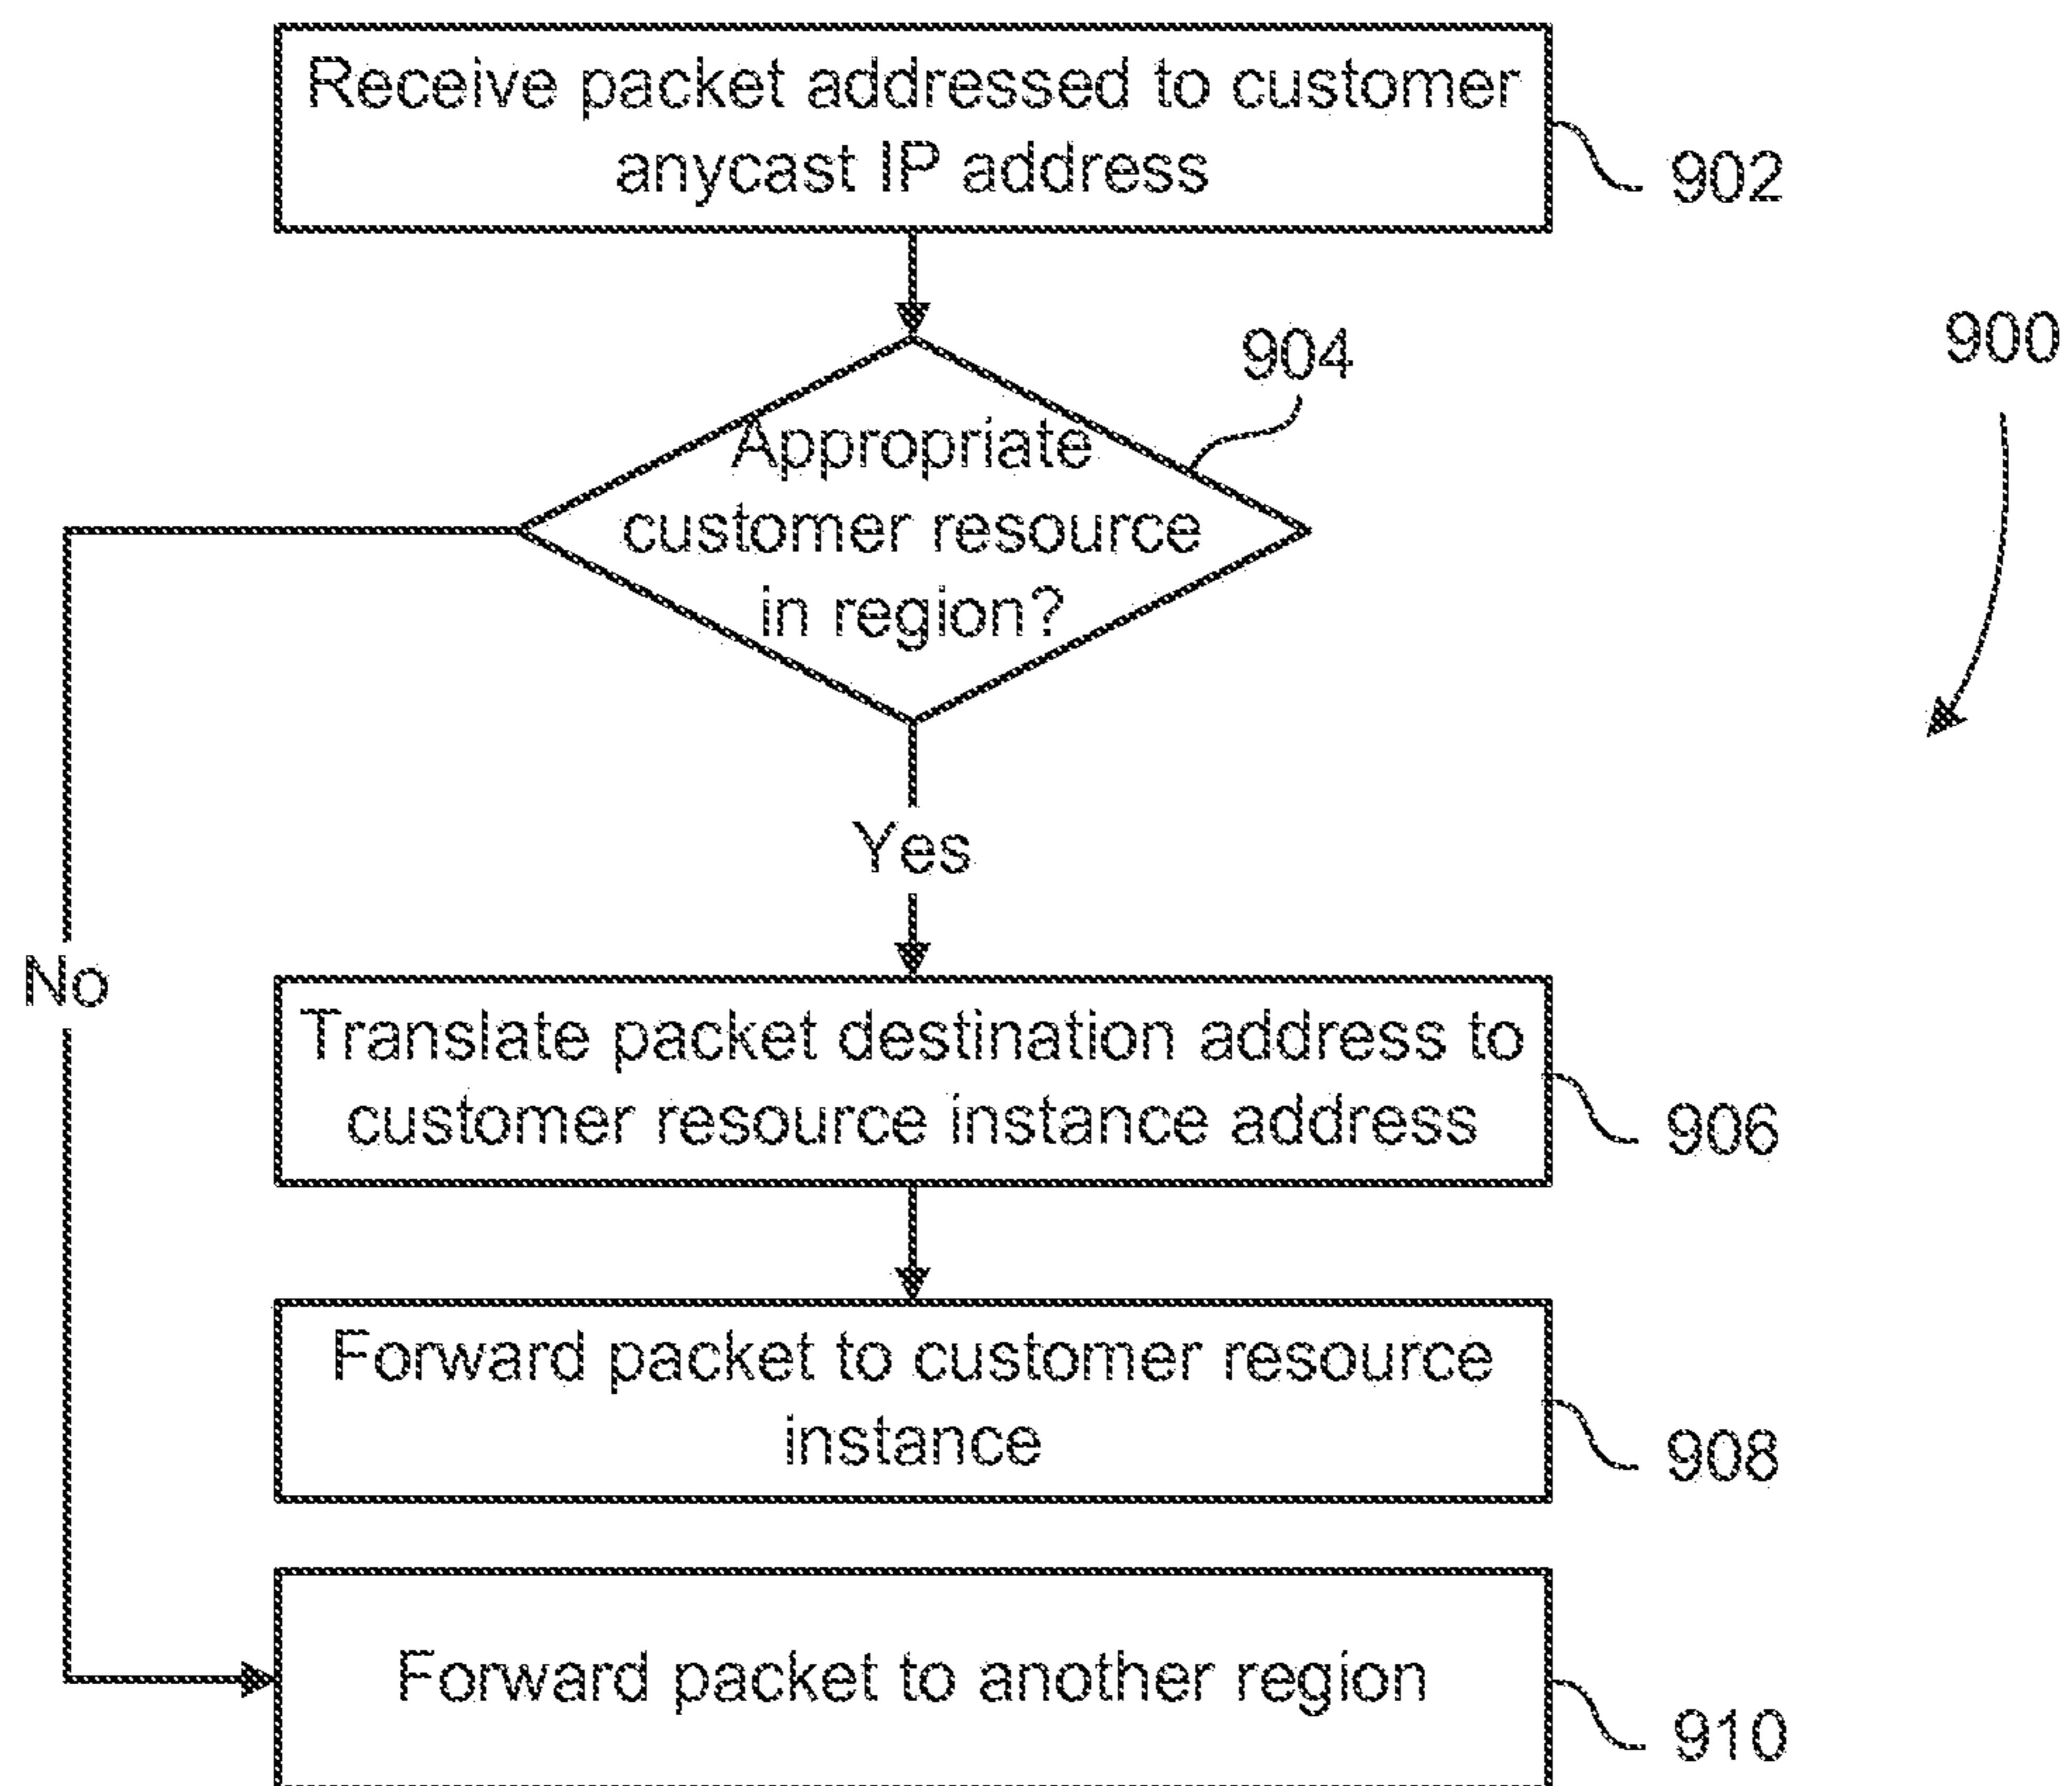 Receive packet addressed to customer
anycast IP address
902
904
900
Appropriate
customer resource
in region?
Yes
No
Translate packet destination address to
customer resource instance address
906
Forward packet to customer resource
instance
908
Forward packet to another region
910